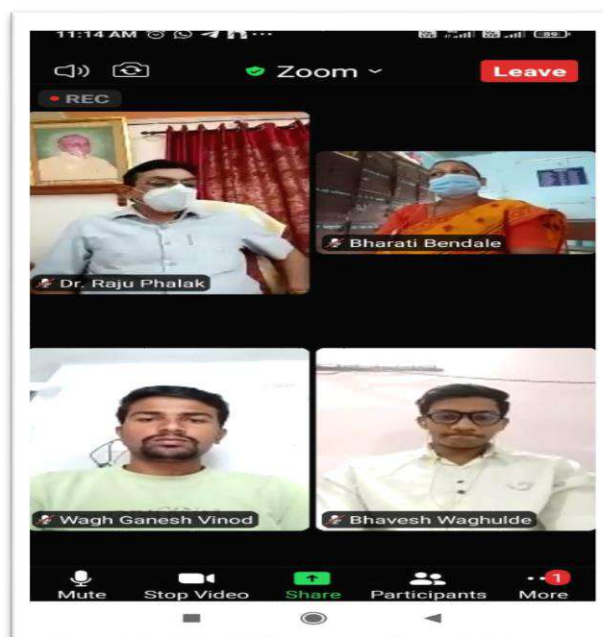 11:14 AM
Zoom
Leave
REC
Dr. Raju Phalak
Bharati Bendale
Wagh Ganesh Vinod
Bhavesh Waghulde
Mute
Stop Video
Share
Participants
1
More